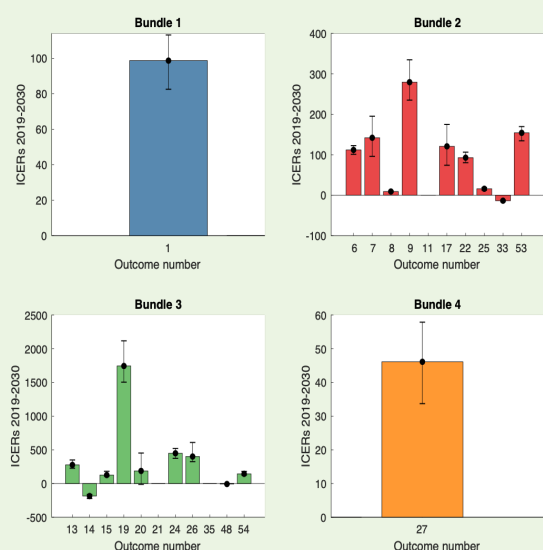 Bundle 1
ICERs 2019-2030
100
80
60
40
20
0
1
Outcome number
Bundle 2
ICERs 2019-2030
400
300
200
100
0
-100
6 7 8 9 11 17 22 25 33 53
Outcome number
Bundle 3
ICERs 2019-2030
2500
2000
1500
1000
500
0
-500
13 14 15 19 20 21 24 26 35 48 54
Outcome number
Bundle 4
ICERs 2019-2030
60
50
40
30
20
10
0
27
Outcome number